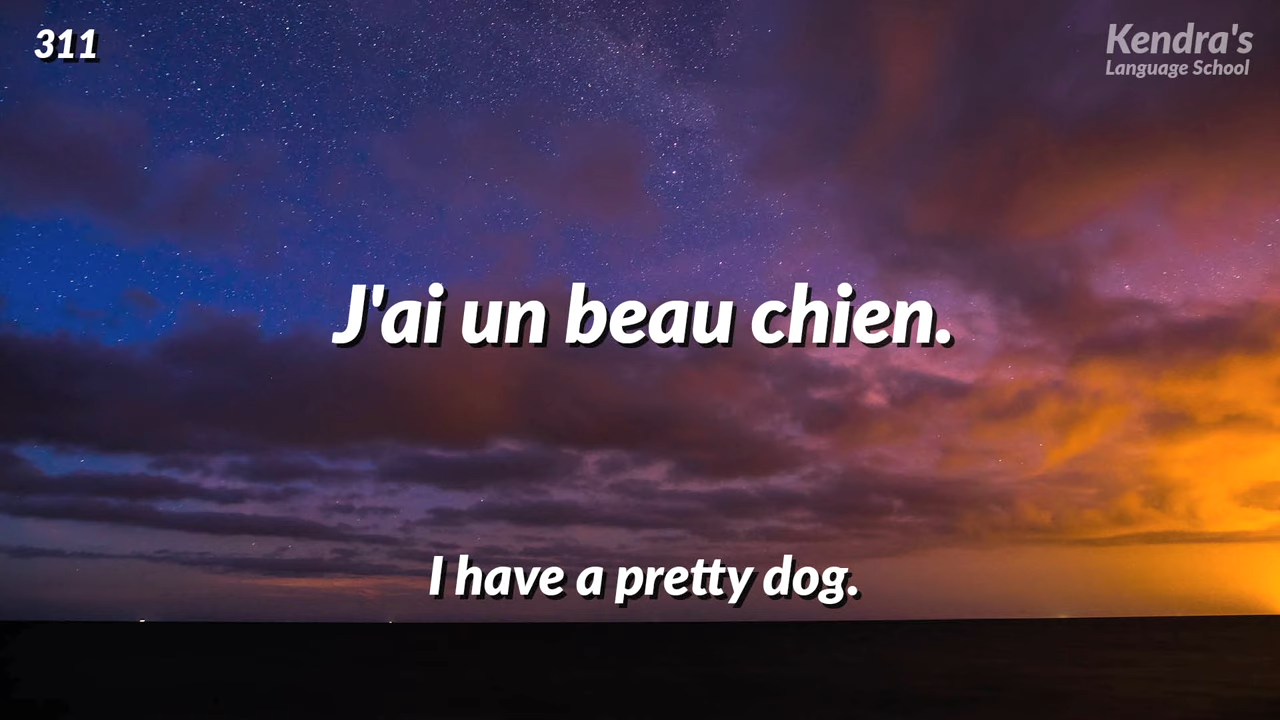 311
Kendra's
Language School
J'ai un beau chien.
I have a pretty dog.